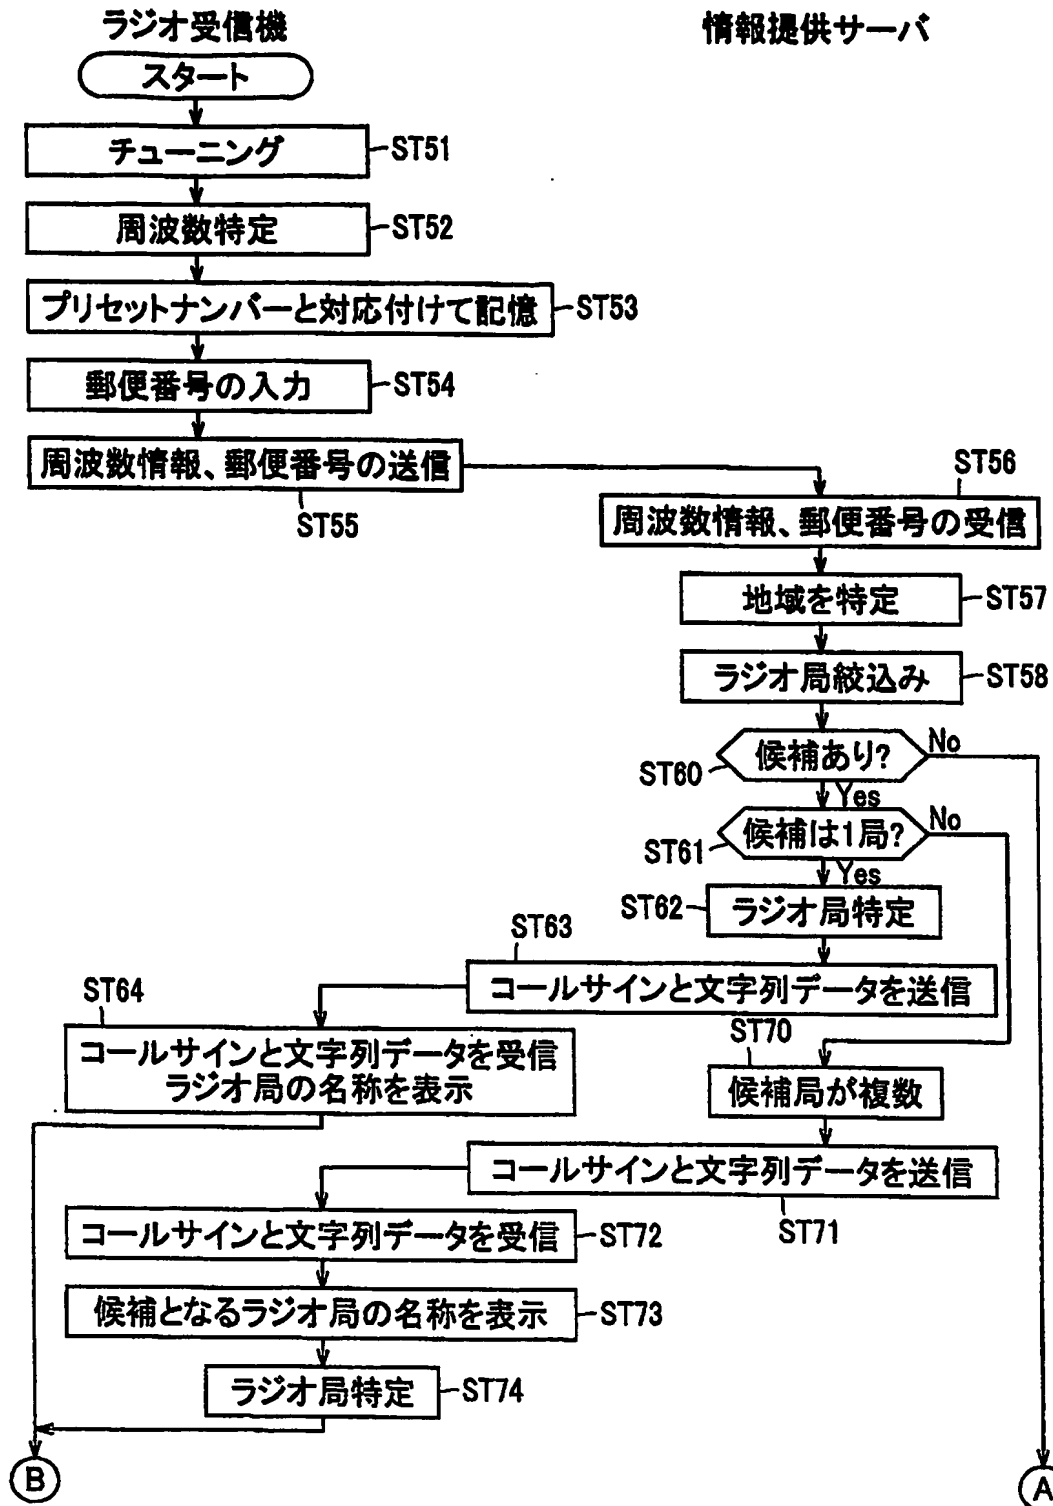 ラジオ受信機
情報提供サーバ
スタート
チューニング
ST51
周波数特定
ST52
プリセットナンバーと対応付けて記憶
ST53
郵便番号の入力
ST54
周波数情報、郵便番号の送信
ST55
ST56
周波数情報、郵便番号の受信
地域を特定
ST57
ラジオ局絞込み
ST58
候補あり?
No
ST60
Yes
候補は1局?
No
ST61
Yes
ST62
ラジオ局特定
ST63
コールサインと文字列データを送信
ST64
コールサインと文字列データを受信
ラジオ局の名称を表示
ST70
候補局が複数
コールサインと文字列データを送信
ST71
コールサインと文字列データを受信
ST72
候補となるラジオ局の名称を表示
ST73
ラジオ局特定
ST74
B
A